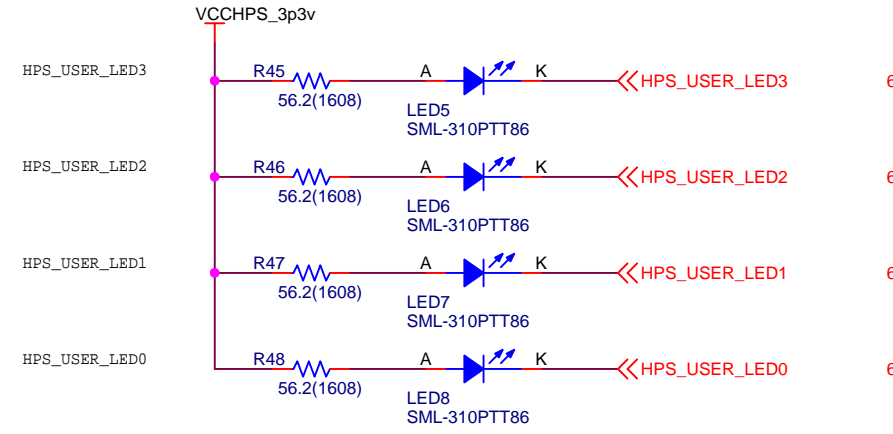 VCCHPS_3p3v
HPS_USER_LED3 R45 A K HPS_USER_LED3 6
56.2(1608)
LED5
SML-310PTT86
HPS_USER_LED2 R46 A K HPS_USER_LED2 6
56.2(1608)
LED6
SML-310PTT86
HPS_USER_LED1 R47 A K HPS_USER_LED1 6
56.2(1608)
LED7
SML-310PTT86
HPS_USER_LED0 R48 A K HPS_USER_LED0 6
56.2(1608)
LED8
SML-310PTT86